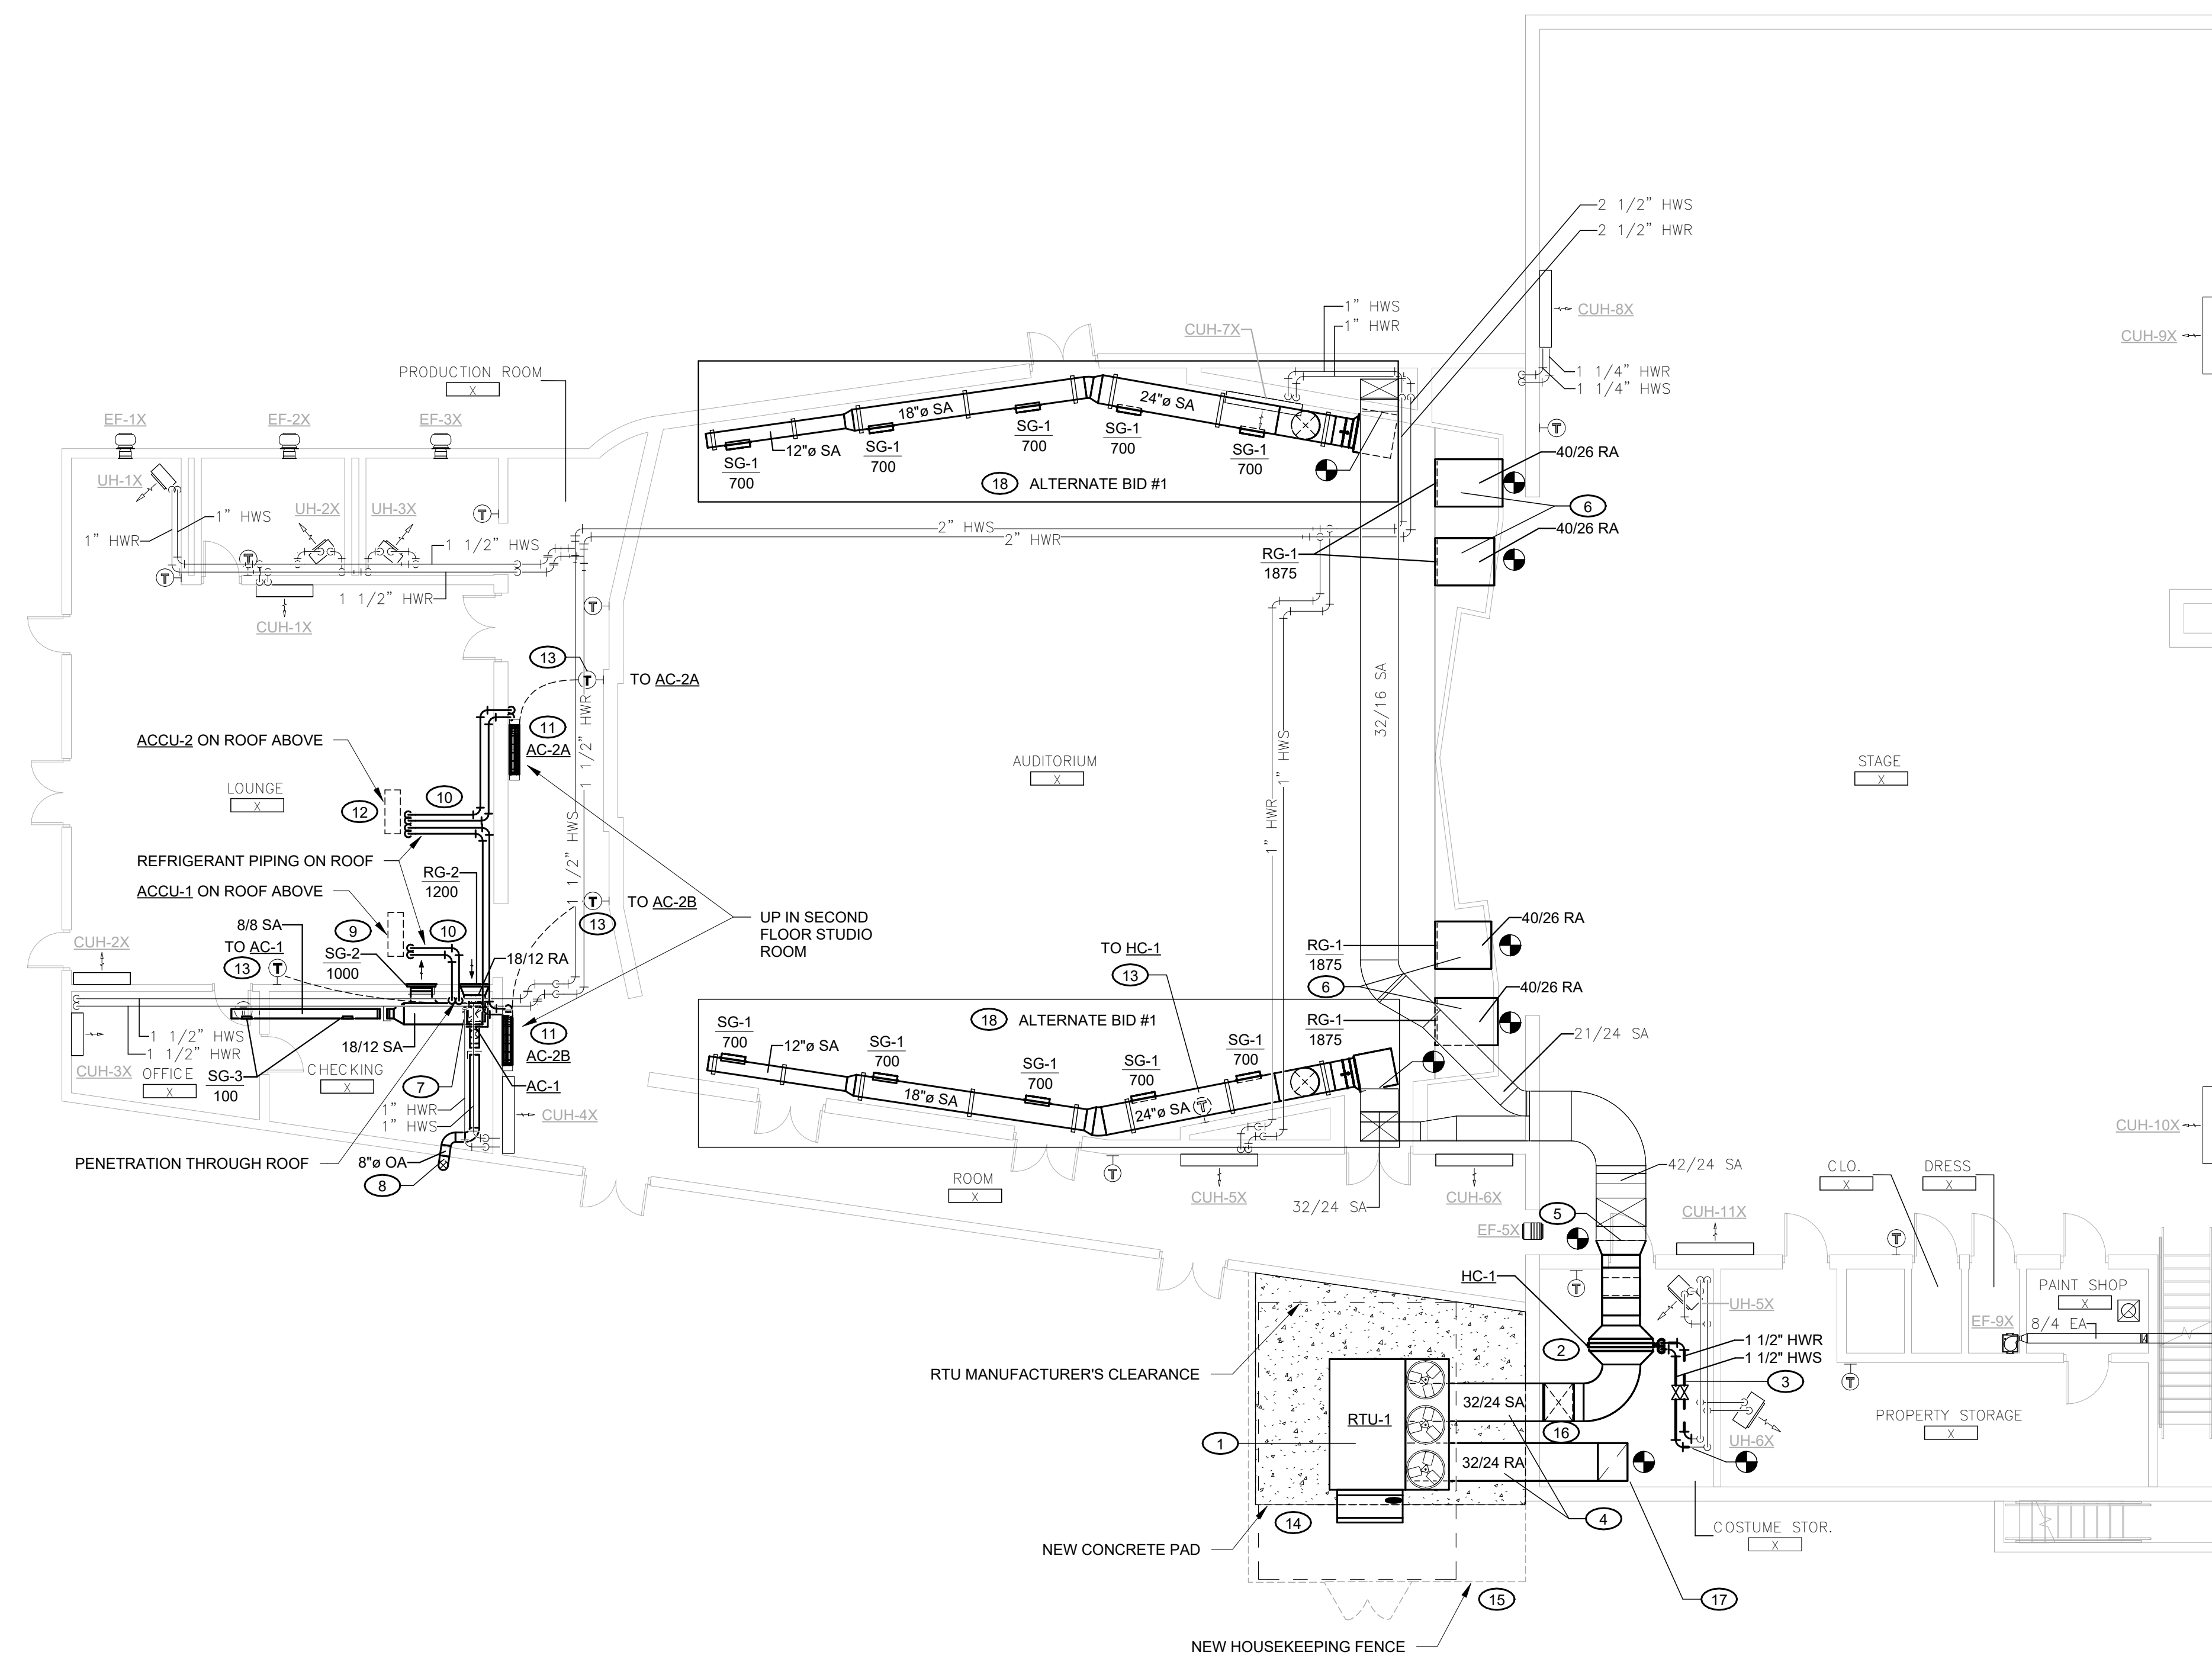 2 1/2" HWS
2 1/2" HWR
1" HWS
1" HWR
CUH-7X
CUH-8X
CUH-9X
1 1/4" HWR
1 1/4" HWS
PRODUCTION ROOM
X
EF-1X
EF-2X
EF-3X
UH-1X
UH-2X
UH-3X
1" HWS
1" HWR
1 1/2" HWS
1 1/2" HWR
CUH-1X
T
T
T
T
T
18"ø SA
24"ø SA
12"ø SA
SG-1
700
SG-1
700
SG-1
700
SG-1
700
SG-1
700
18
ALTERNATE BID #1
40/26 RA
6
40/26 RA
2" HWS
2" HWR
RG-1
1875
13
T
TO AC-2A
11
AC-2A
1 1/2" HWR
1 1/2" HWS
32/16 SA
1" HWS
1" HWR
AUDITORIUM
X
STAGE
X
ACCU-2 ON ROOF ABOVE
LOUNGE
X
12
10
REFRIGERANT PIPING ON ROOF
RG-2
1200
ACCU-1 ON ROOF ABOVE
8/8 SA
9
10
T
TO AC-2B
13
UP IN SECOND
FLOOR STUDIO
ROOM
CUH-2X
TO AC-1
13
T
SG-2
1000
18/12 RA
T
1 1/2" HWS
1 1/2" HWR
18/12 SA
11
AC-2B
CUH-3X
OFFICE
X
SG-3
100
CHECKING
X
7
AC-1
1" HWR
1" HWS
CUH-4X
PENETRATION THROUGH ROOF
8"ø OA
8
TO HC-1
13
RG-1
1875
6
RG-1
1875
40/26 RA
40/26 RA
18
ALTERNATE BID #1
SG-1
700
12"ø SA
SG-1
700
SG-1
700
SG-1
700
SG-1
700
18"ø SA
24"ø SA
T
21/24 SA
T
ROOM
X
CUH-5X
CUH-6X
32/24 SA
42/24 SA
5
EF-5X
CUH-10X
CLO.
X
DRESS
X
CUH-11X
T
T
HC-1
UH-5X
PAINT SHOP
X
EF-9X
8/4 EA
2
1 1/2" HWR
1 1/2" HWS
3
T
RTU MANUFACTURER'S CLEARANCE
RTU-1
1
32/24 SA
16
32/24 RA
UH-6X
PROPERTY STORAGE
X
14
4
COSTUME STOR.
X
NEW CONCRETE PAD
15
17
NEW HOUSEKEEPING FENCE